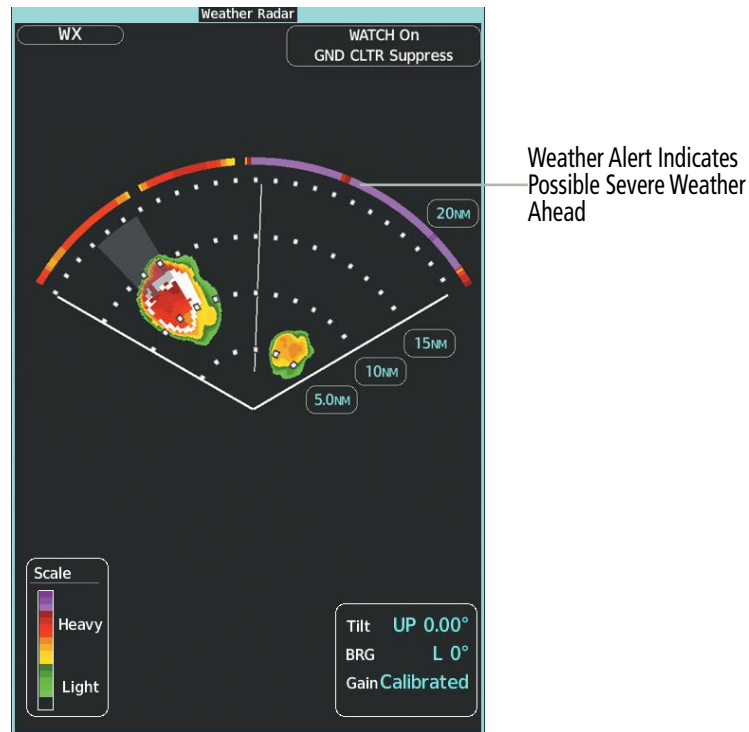 Weather Radar
WX
WATCH On
GND CLTR Suppress
Weather Alert Indicates
Possible Severe Weather
Ahead
20NM
15NM
10NM
5.0NM
Scale
Heavy
Light
Tilt UP 0.00°
BRG L 0°
Gain Calibrated